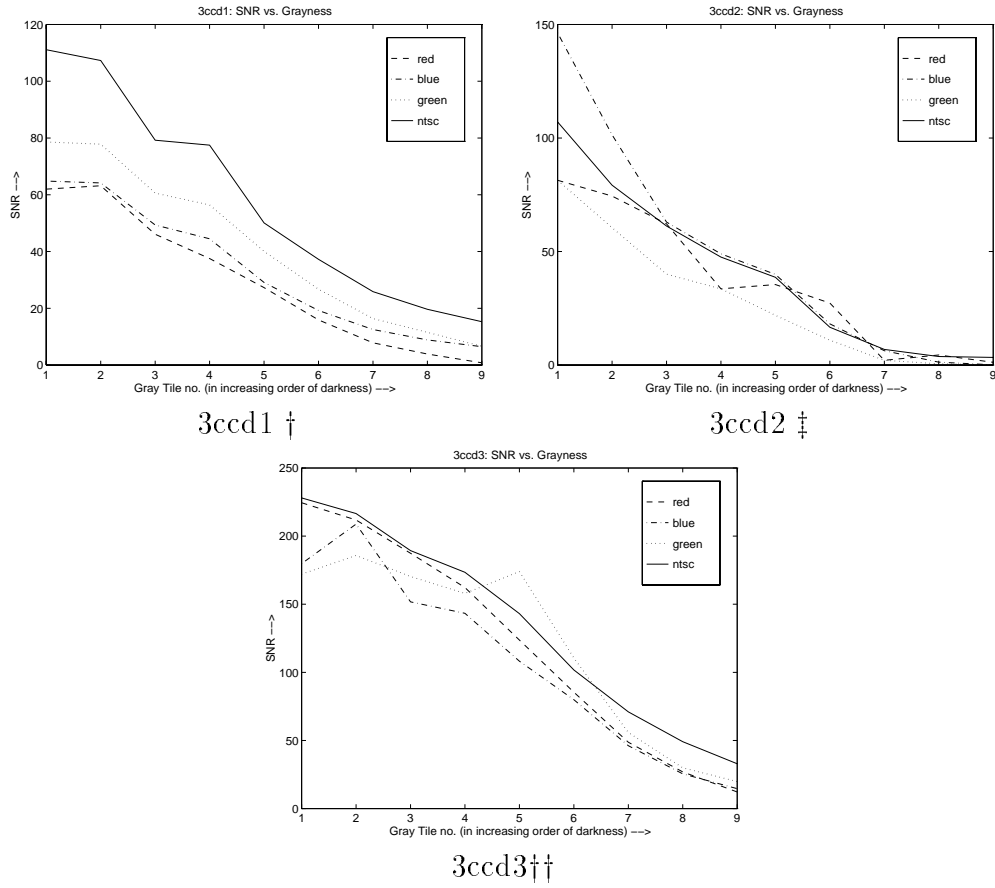 3ccd1: SNR vs. Grayness
120
100
80
60
40
20
0
SNR −−>
red
blue
green
ntsc
1 2 3 4 5 6 7 8 9
Gray Tile no. (in increasing order of darkness) −−>
3ccd1 †
3ccd2: SNR vs. Grayness
150
100
50
0
SNR −−>
red
blue
green
ntsc
1 2 3 4 5 6 7 8 9
Gray Tile no. (in increasing order of darkness) −−>
3ccd2 ‡
3ccd3: SNR vs. Grayness
250
200
150
100
50
0
SNR −−>
red
blue
green
ntsc
1 2 3 4 5 6 7 8 9
Gray Tile no. (in increasing order of darkness) −−>
3ccd3††